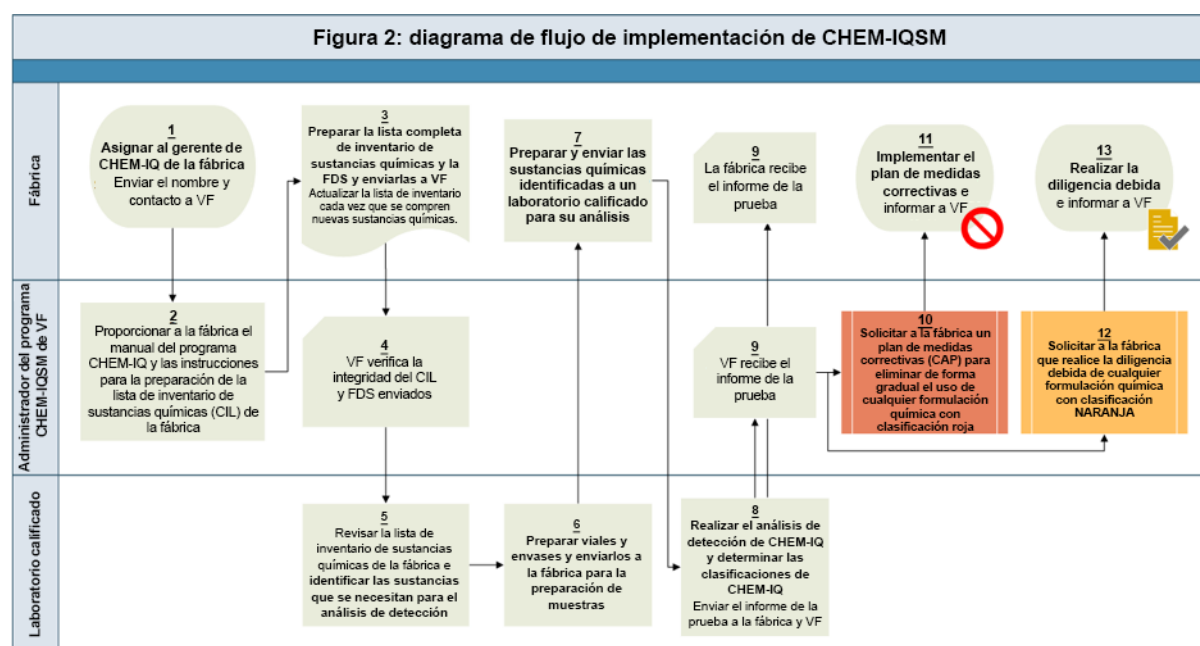 Figura 2: diagrama de flujo de implementación de CHEM-IQSM
Fábrica
1
Asignar al gerente de
CHEM-IQ de la fábrica
Enviar el nombre y
contacto a VF
3
Preparar la lista completa
de inventario de
sustancias químicas y la
FDS y enviarlas a VF
Actualizar la lista de inventario
cada vez que se compren
nuevas sustancias químicas.
7
Preparar y enviar las
sustancias químicas
identificadas a un
laboratorio calificado
para su análisis
9
La fábrica recibe
el informe de la
prueba
11
Implementar el
plan de medidas
correctivas e
informar a VF
13
Realizar la
diligencia debida
e informar a VF
Administrador del programa
CHEM-IQSM de VF
2
Proporcionar a la fábrica el
manual del programa
CHEM-IQ y las instrucciones
para la preparación de la
lista de inventario de
sustancias químicas (CIL) de
la fábrica
4
VF verifica la
integridad del CIL
y FDS enviados
9
VF recibe el
informe de la
prueba
10
Solicitar a la fábrica un
plan de medidas
correctivas (CAP) para
eliminar de forma
gradual el uso de
cualquier formulación
química con
clasificación roja
12
Solicitar a la fábrica
que realice la diligencia
debida de cualquier
formulación química
con clasificación
NARANJA
Laboratorio calificado
5
Revisar la lista de
inventario de sustancias
químicas de la fábrica e
identificar las sustancias
que se necesitan para el
análisis de detección
6
Preparar viales y
envases y enviarlos a
la fábrica para la
preparación de
muestras
8
Realizar el análisis de
detección de CHEM-IQ
y determinar las
clasificaciones de
CHEM-IQ
Enviar el informe de la
prueba a la fábrica y VF